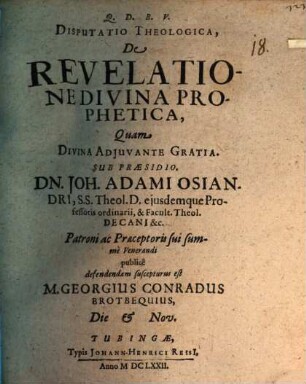 Q. D. B. V.
18.
DISPUTATIO THEOLOGICA,
De
REVELATIO-
NE DIVINA PRO-
PHETICA,
Quam
DIVINA ADJUVANTE GRATIA.
SUB PRÆSIDIO,
DN. JOH. ADAMI OSIAN-
DRI, S.S. Theol. D. ejusdemque Pro-
fessoris ordinarii, & Facult. Theol.
DECANI &c.
Patroni ac Præceptoris sui sum-
mè Venerandi
publicè
defendendam suscepturus est
M. GEORGIUS CONRADUS
BROTBEQUIUS,
Die & Nov.
TUBINGÆ,
Typis JOHANN-HENRICI REISI,
Anno M DC LXXII.